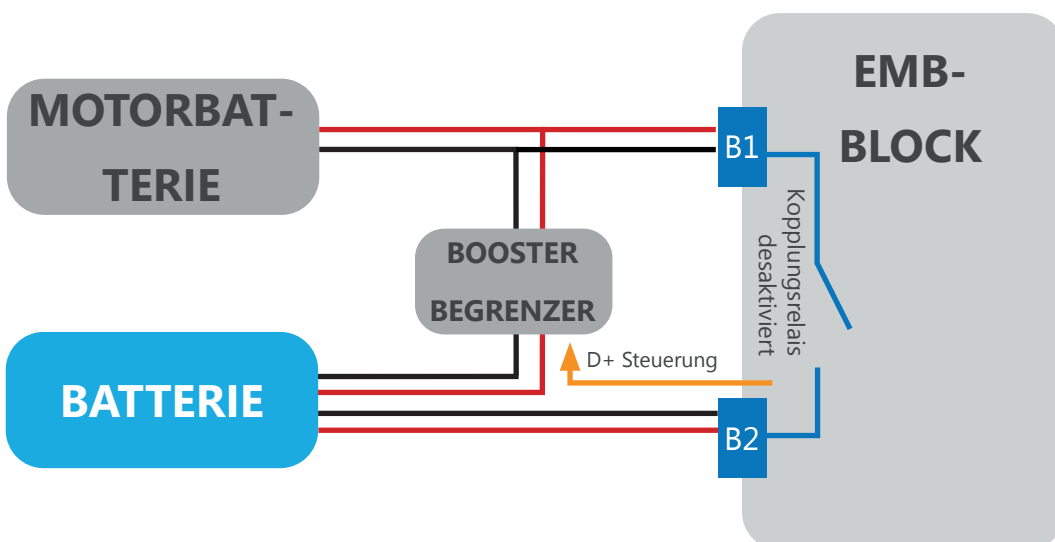 MOTORBAT-
TERIE
EMB-
BLOCK
B1
Kopplungsrelais
desaktiviert
BOOSTER
BEGRENZER
D+ Steuerung
BATTERIE
B2